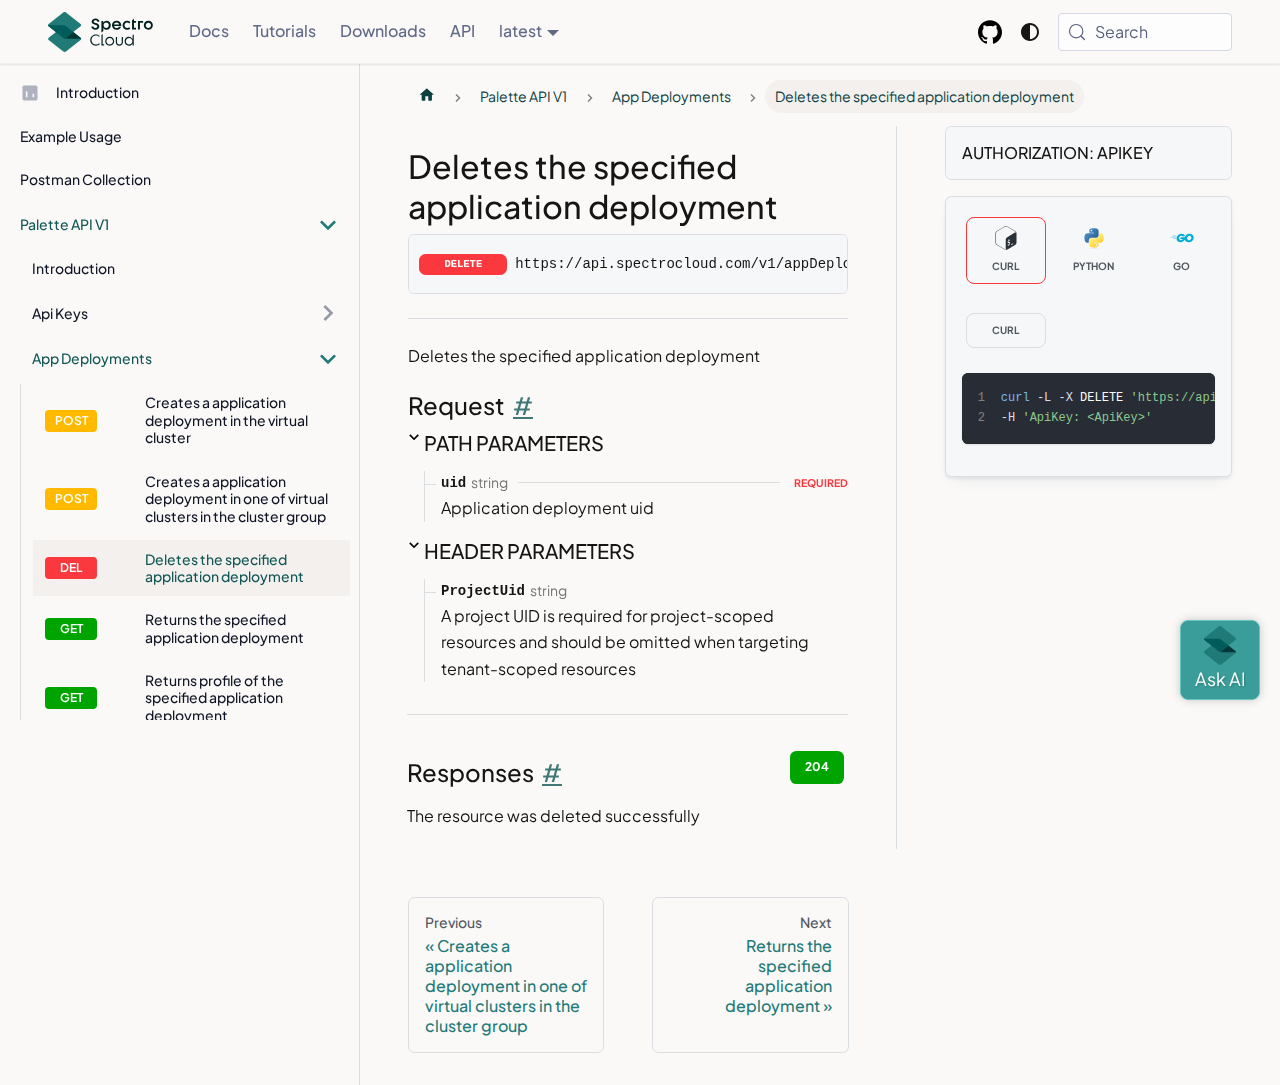 Spectro Cloud
Docs
Tutorials
Downloads
API
latest
Search
Introduction
Example Usage
Postman Collection
Palette API V1
Introduction
Api Keys
App Deployments
POST
Creates a application
deployment in the virtual
cluster
POST
Creates a application
deployment in one of virtual
clusters in the cluster group
DEL
Deletes the specified
application deployment
GET
Returns the specified
application deployment
GET
Returns profile of the
specified application
deployment
Palette API V1
App Deployments
Deletes the specified application deployment
Deletes the specified
application deployment
DELETE
https://api.spectrocloud.com/v1/appDeplo
Deletes the specified application deployment
Request #
PATH PARAMETERS
uid string
REQUIRED
Application deployment uid
HEADER PARAMETERS
ProjectUid string
A project UID is required for project-scoped
resources and should be omitted when targeting
tenant-scoped resources
Responses #
204
The resource was deleted successfully
Previous
« Creates a
application
deployment in one of
virtual clusters in the
cluster group
Next
Returns the
specified
application
deployment »
AUTHORIZATION: APIKEY
CURL
PYTHON
GO
CURL
1 curl -L -X DELETE 'https://api
2 -H 'ApiKey: <ApiKey>'
Ask AI